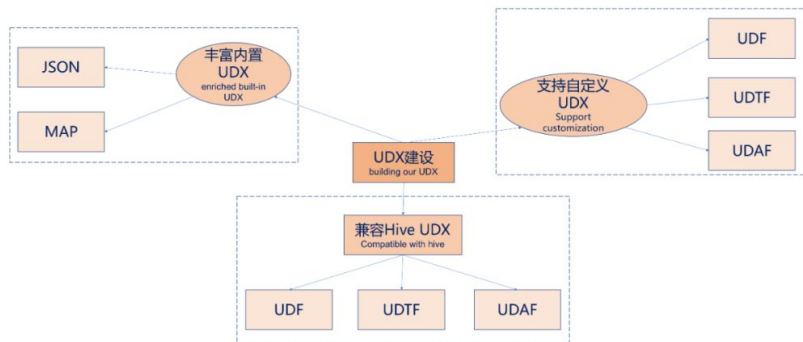 丰富内置
UDX
enriched built-in
UDX
JSON
MAP
支持自定义
UDX
Support
customization
UDF
UDTF
UDAF
UDX建设
building our UDX
兼容Hive UDX
Compatible with hive
UDF
UDTF
UDAF